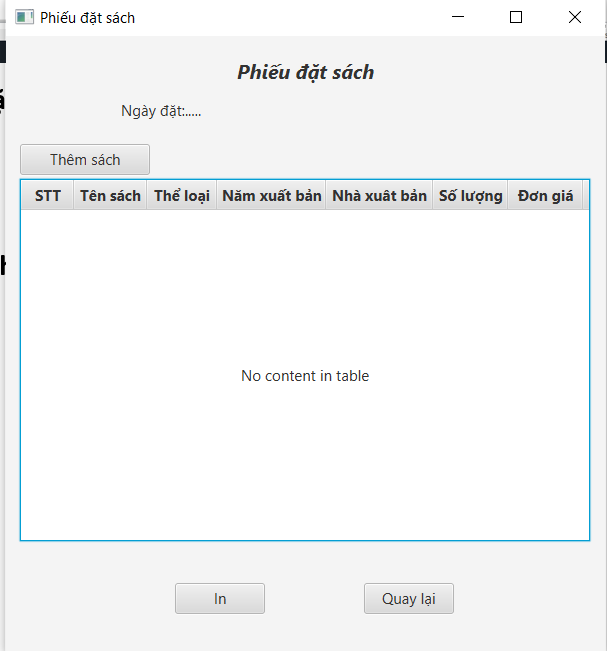 Phiếu đặt sách
Phiếu đặt sách
Ngày đặt:.....
Thêm sách
STT Tên sách Thể loại Năm xuất bản Nhà xuât bản Số lượng Đơn giá
No content in table
In Quay lại